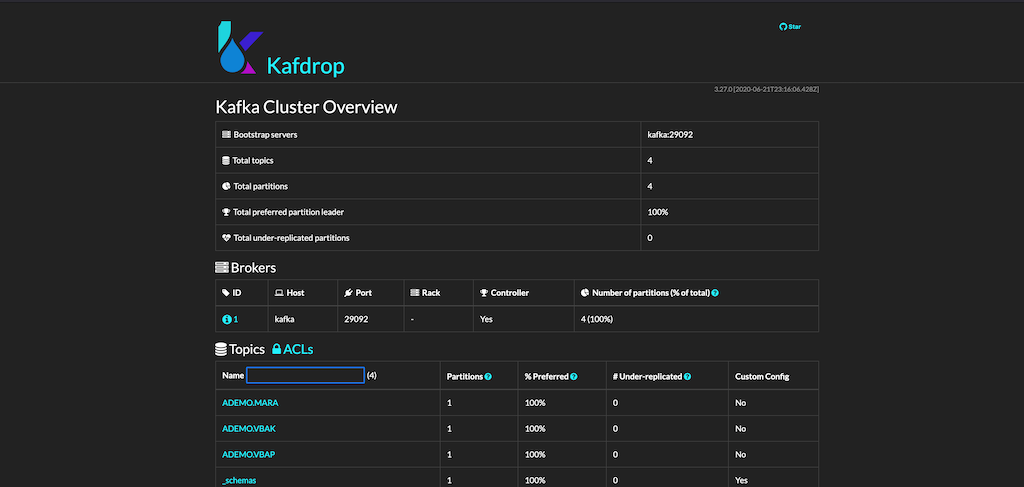 Star
Kafdrop
3.27.0 [2020-06-21T23:16:06.428Z]
Kafka Cluster Overview
Bootstrap servers kafka:29092
Total topics 4
Total partitions 4
Total preferred partition leader 100%
Total under-replicated partitions 0
Brokers
ID Host Port Rack Controller Number of partitions (% of total)
1 kafka 29092 - Yes 4 (100%)
Topics ACLs
Name (4) Partitions % Preferred # Under-replicated Custom Config
ADEMO.MARA 1 100% 0 No
ADEMO.VBAK 1 100% 0 No
ADEMO.VBAP 1 100% 0 No
_schemas 1 100% 0 Yes